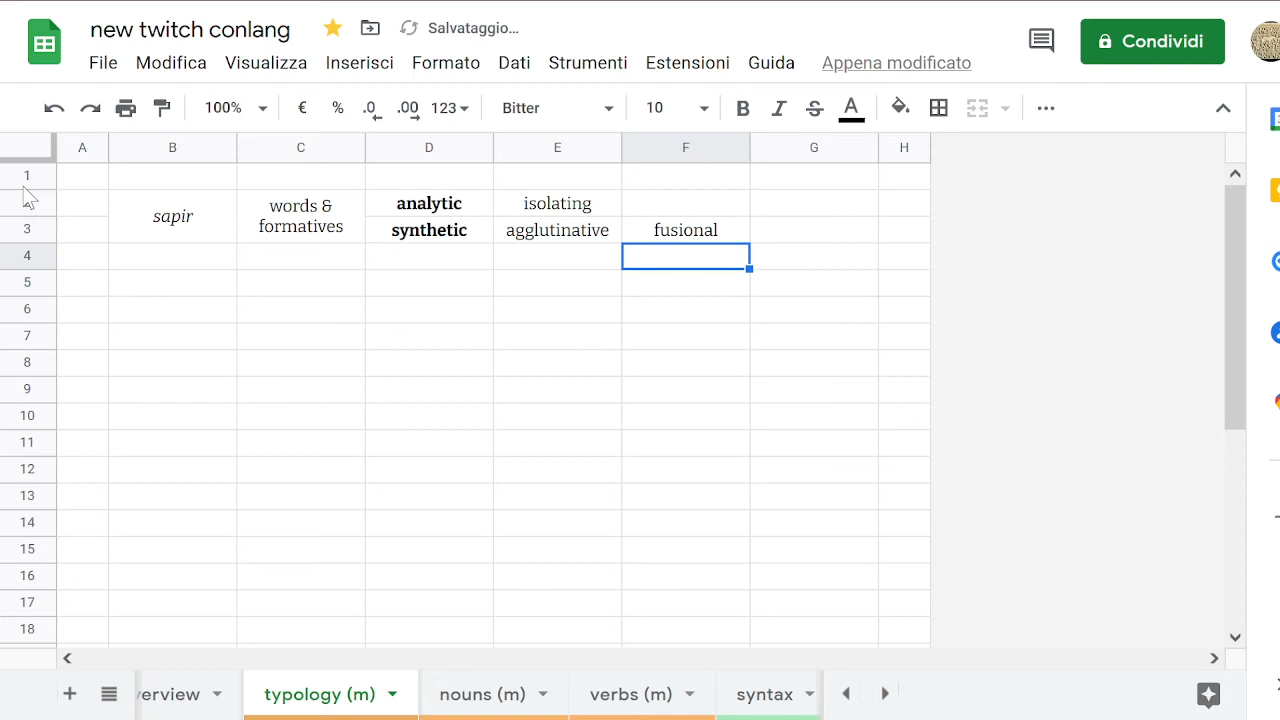 new twitch conlang Salvataggio...
File Modifica Visualizza Inserisci Formato Dati Strumenti Estensioni Guida Appena modificato
Condividi
100% € % .0 .00 123 Bitter 10 B I S A
A B C D E F G H
1
sapir words & formatives analytic isolating
3 synthetic agglutinative fusional
4
5
6
7
8
9
10
11
12
13
14
15
16
17
18
erview typology (m) nouns (m) verbs (m) syntax